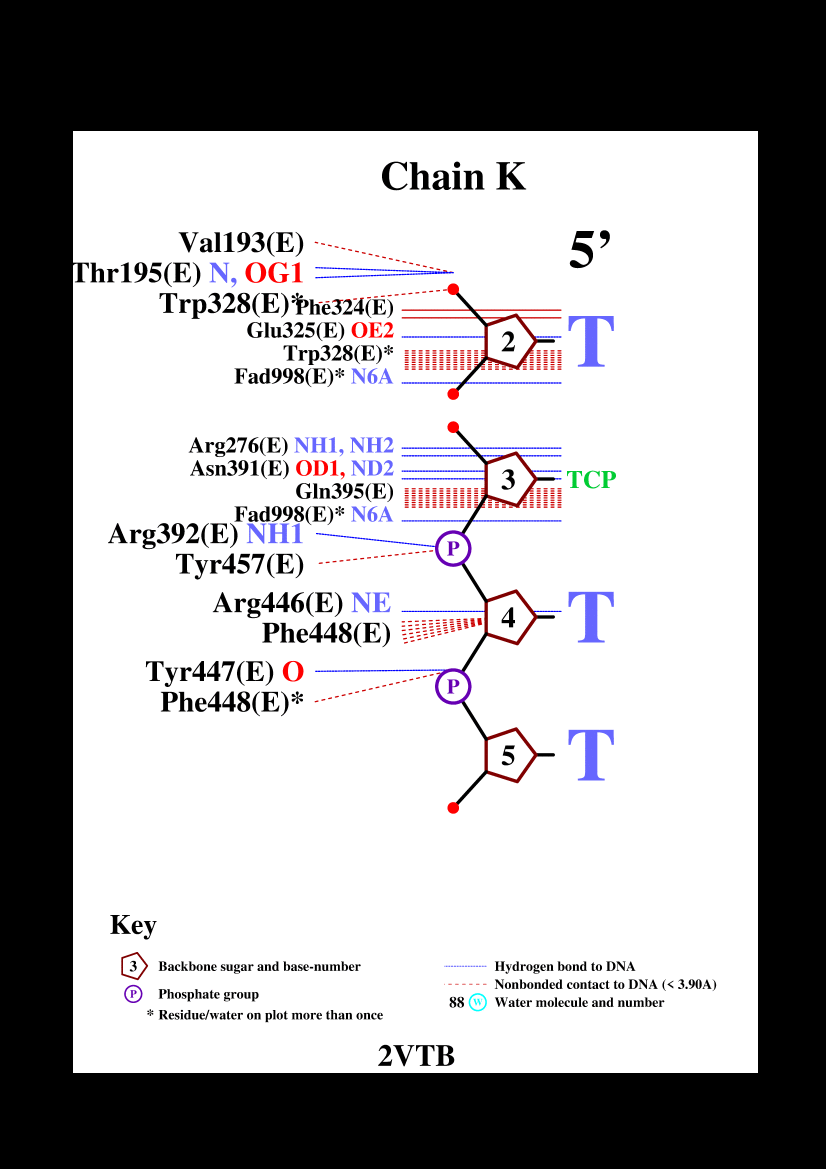 Chain K
5’
Val193(E)
Thr195(E) N, OG1
Trp328(E)*
Phe324(E)
Glu325(E) OE2
Trp328(E)*
Fad998(E)* N6A
2 T
Arg276(E) NH1, NH2
Asn391(E) OD1, ND2
Gln395(E)
Fad998(E)* N6A
3 TCP
Arg392(E) NH1
P
Tyr457(E)
Arg446(E) NE
Phe448(E)
4 T
Tyr447(E) O
P
Phe448(E)*
5 T
Key
3 Backbone sugar and base-number
P Phosphate group
* Residue/water on plot more than once
Hydrogen bond to DNA
Nonbonded contact to DNA (< 3.90A)
88 W Water molecule and number
2VTB